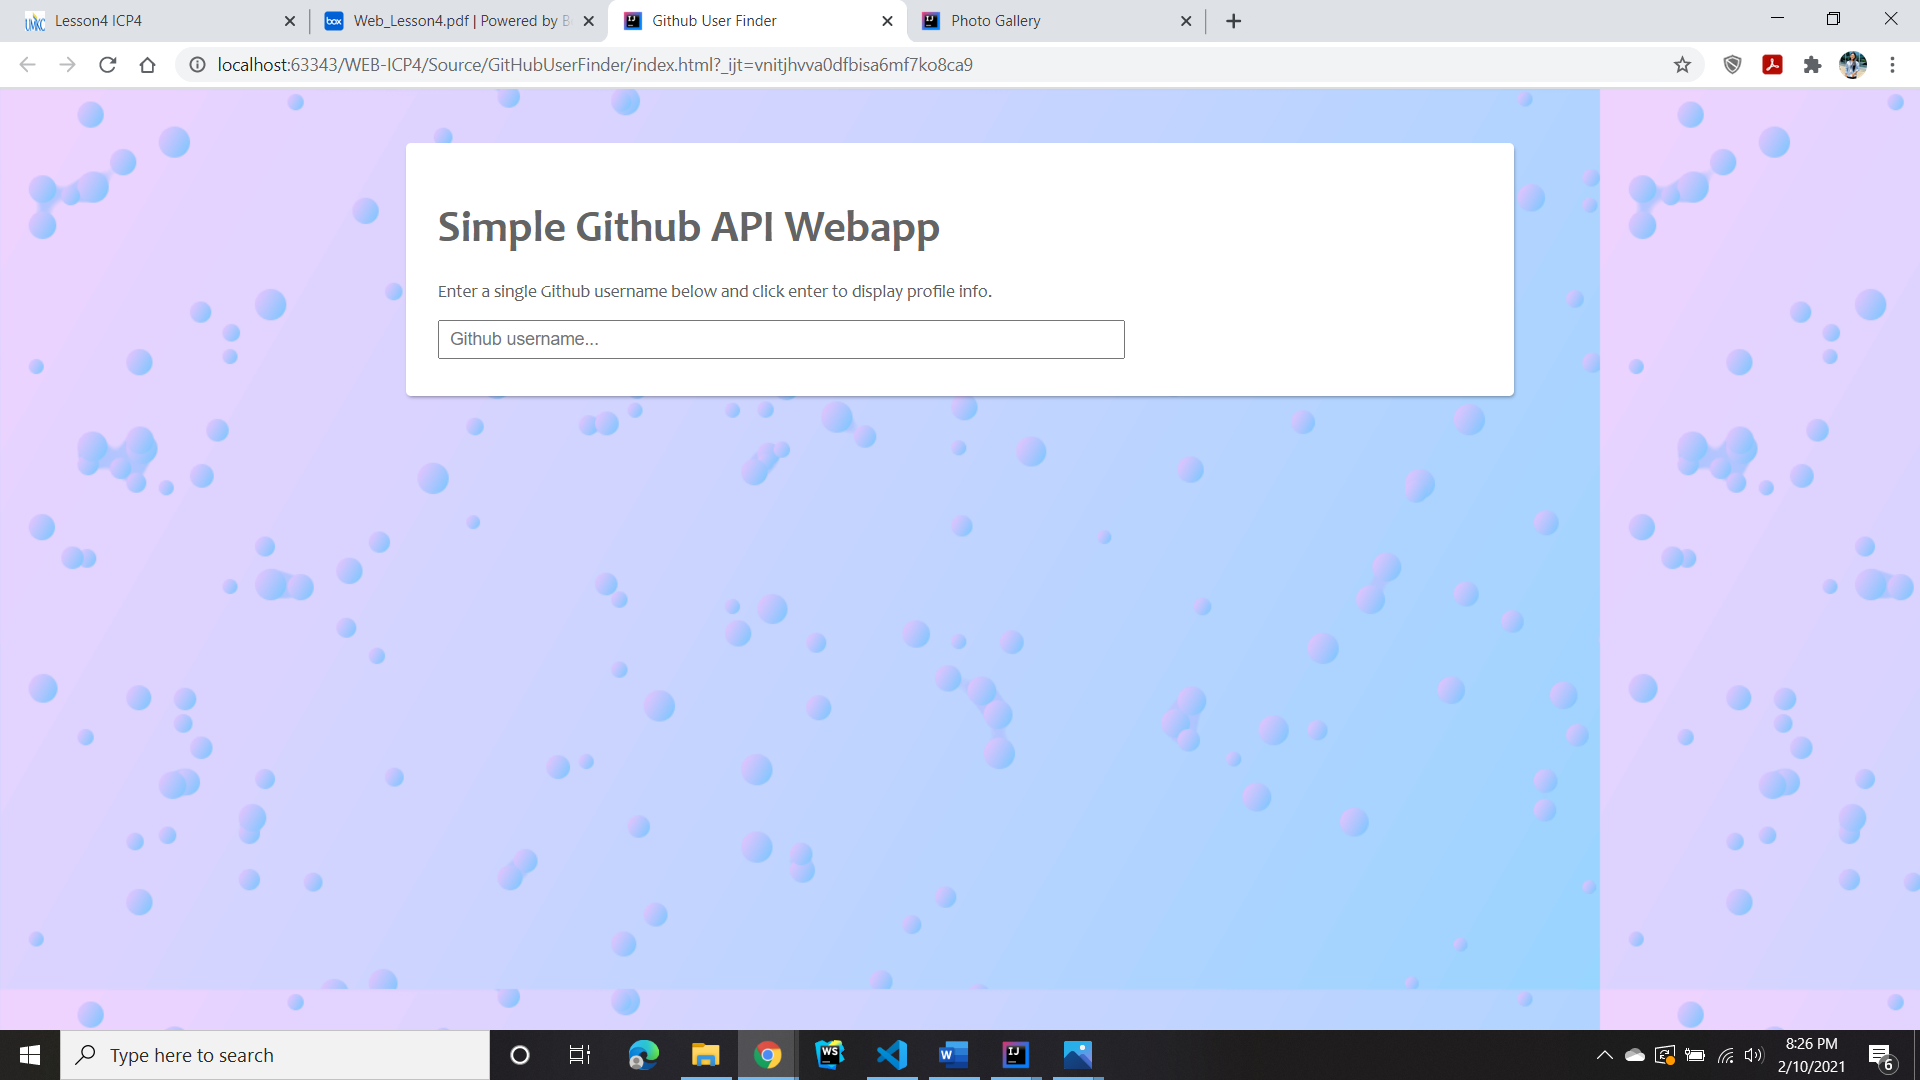 Lesson4 ICP4
Web_Lesson4.pdf | Powered by B
Github User Finder
Photo Gallery
localhost:63343/WEB-ICP4/Source/GitHubUserFinder/index.html?_ijt=vnitjhvva0dfbisa6mf7ko8ca9
Simple Github API Webapp
Enter a single Github username below and click enter to display profile info.
Github username...
Type here to search
8:26 PM
2/10/2021
6